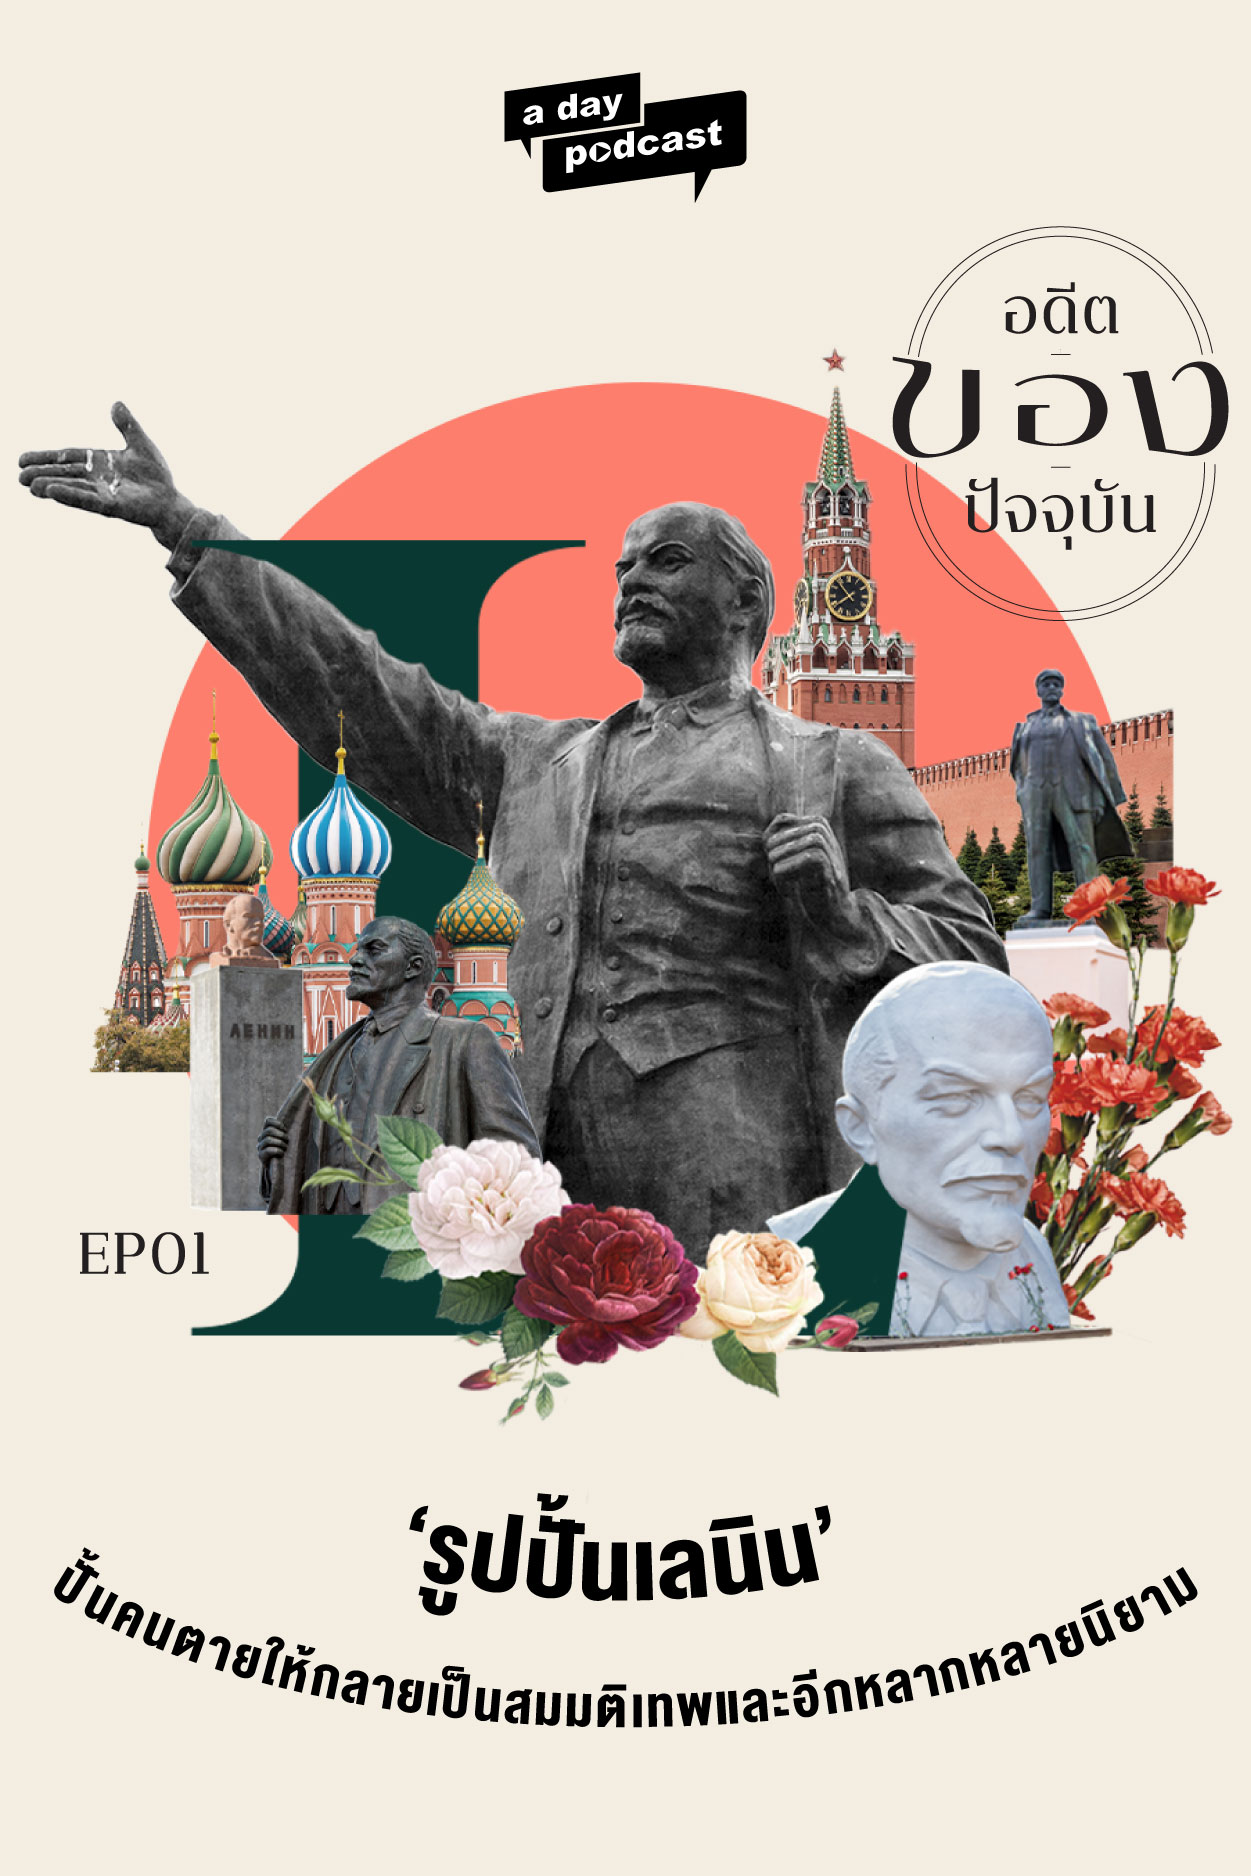 a day
podcast
อดีต
ของ
ปัจจุบัน
ЛЕНИН
EP01
‘รูปปั้นเลนิน’
ปั้นคนตายให้กลายเป็นสมมติเทพและอีกหลากหลายนิยาม